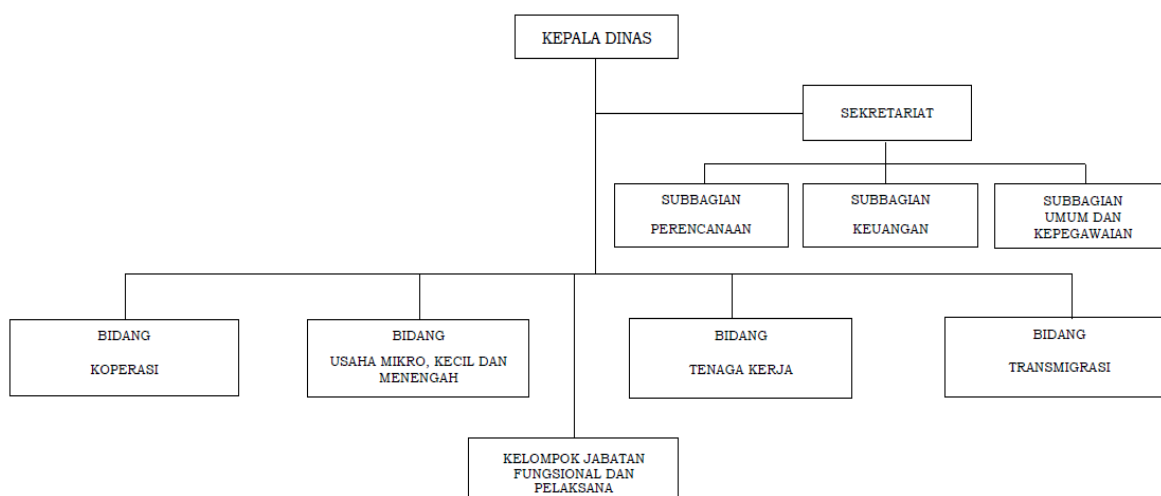 KEPALA DINAS
SEKRETARIAT
SUBBAGIAN
PERENCANAAN
SUBBAGIAN
KEUANGAN
SUBBAGIAN
UMUM DAN
KEPEGAWAIAN
BIDANG
KOPERASI
BIDANG
USAHA MIKRO, KECIL DAN
MENENGAH
BIDANG
TENAGA KERJA
BIDANG
TRANSMIGRASI
KELOMPOK JABATAN
FUNGSIONAL DAN
PELAKSANA